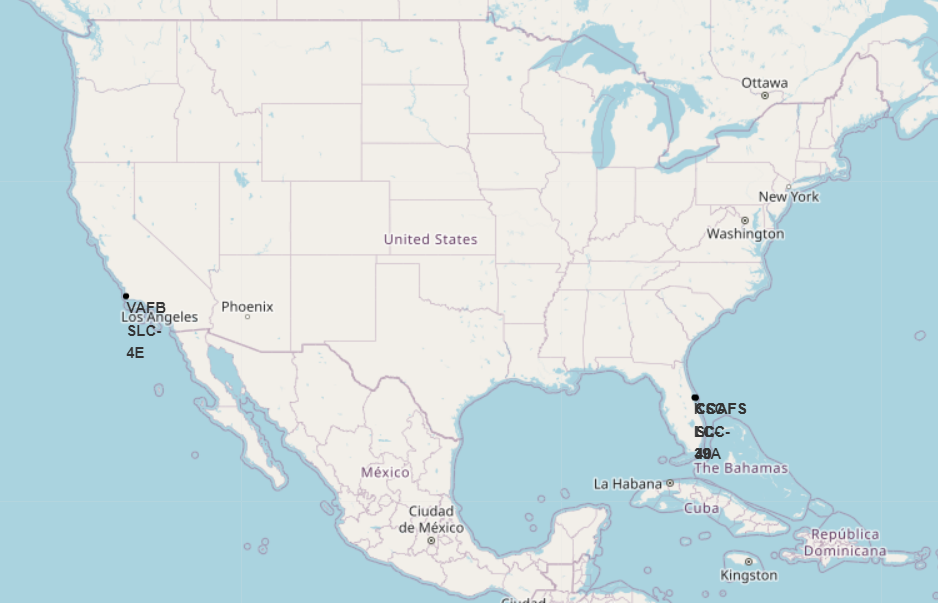 Ottawa
New York
Washington
United States
VAFB
SLC-
4E
Los Angeles
Phoenix
The Bahamas
México
La Habana
Cuba
Ciudad
de México
República
Dominicana
Kingston
Ciudad